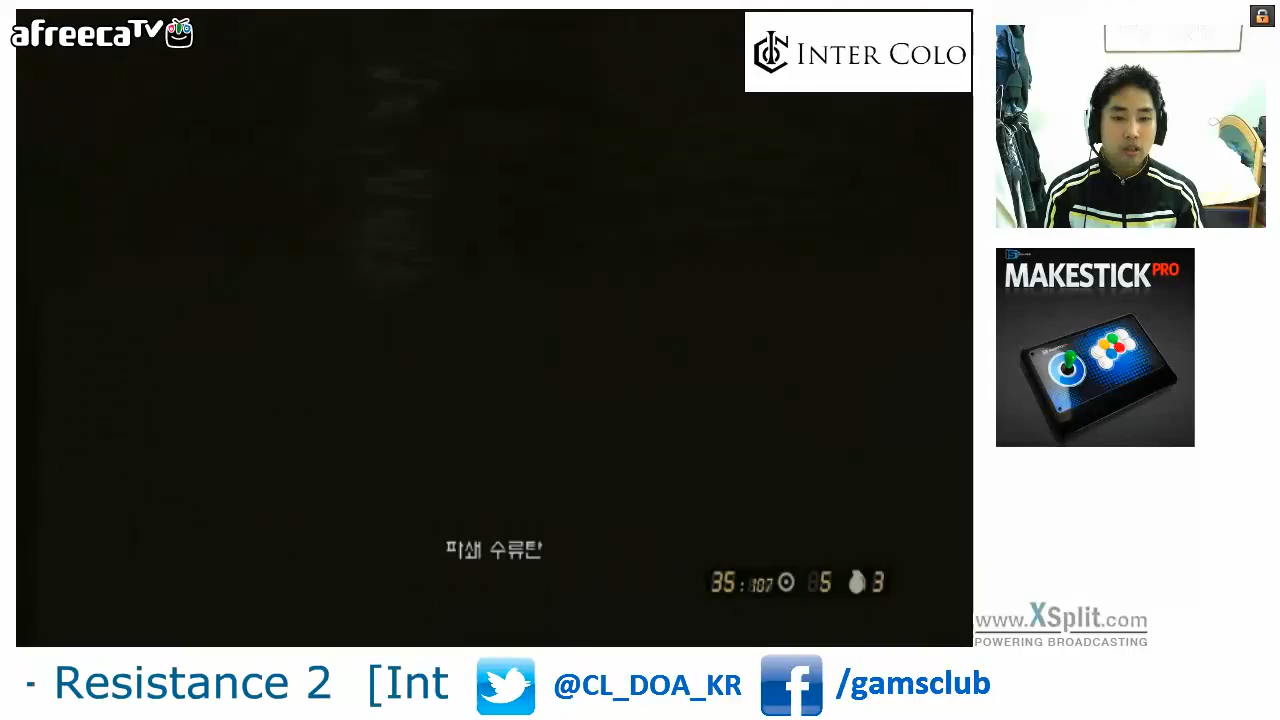 afreecaTV
INTER COLO
MAKESTICK PRO
파쇄 수류탄
35:107 5 3
www.XSplit.com
POWERING BROADCASTING
- Resistance 2 [Int
@CL_DOA_KR
/gamsclub